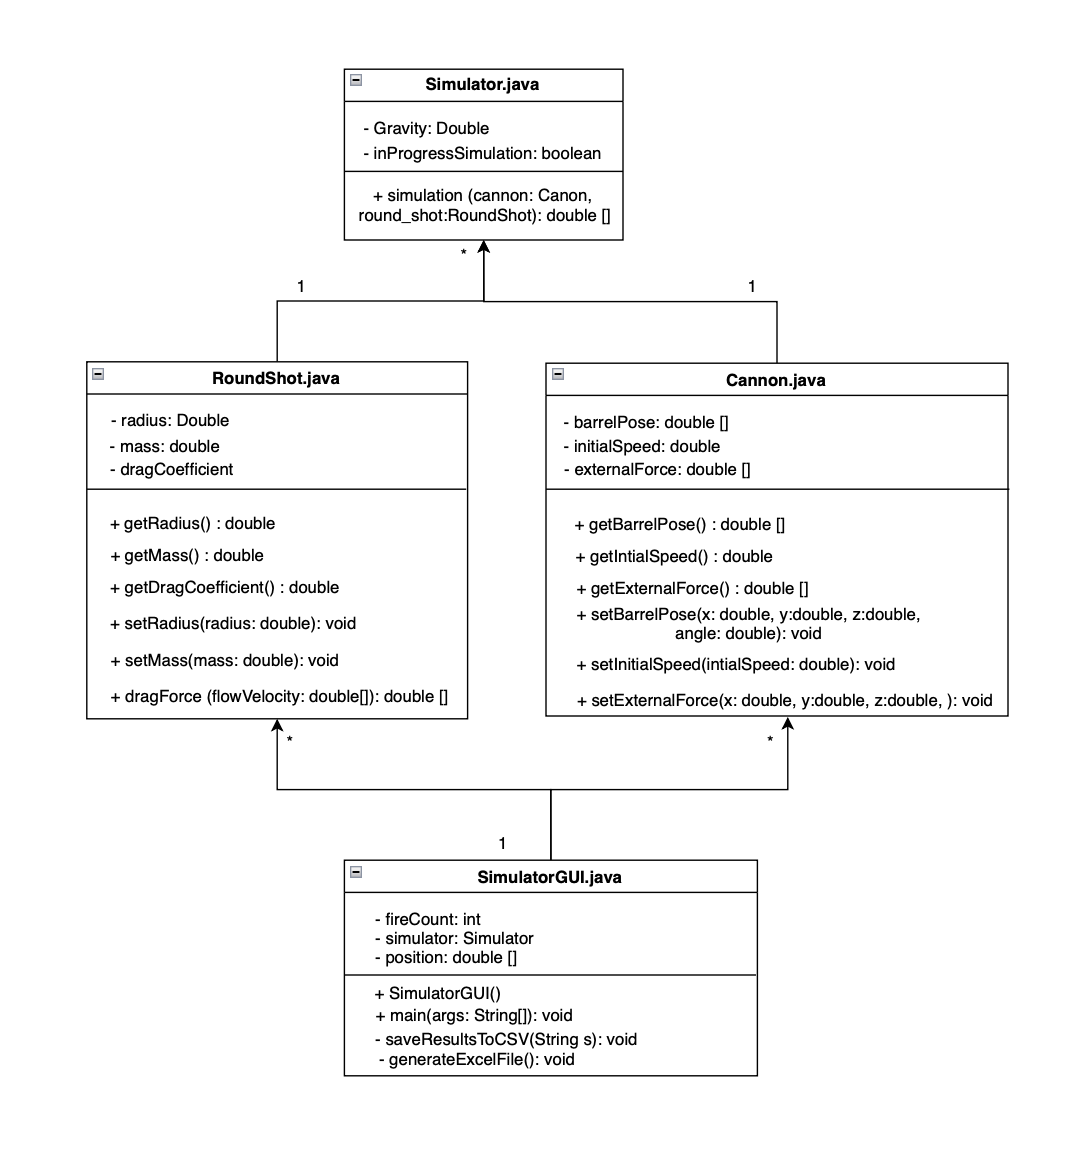 Simulator.java
- Gravity: Double
- inProgressSimulation: boolean
+ simulation (cannon: Canon,
round_shot:RoundShot): double []
*
1
1
RoundShot.java
- radius: Double
- mass: double
- dragCoefficient
+ getRadius() : double
+ getMass() : double
+ getDragCoefficient() : double
+ setRadius(radius: double): void
+ setMass(mass: double): void
+ dragForce (flowVelocity: double[]): double []
Cannon.java
- barrelPose: double []
- initialSpeed: double
- externalForce: double []
+ getBarrelPose() : double []
+ getIntialSpeed() : double
+ getExternalForce() : double []
+ setBarrelPose(x: double, y:double, z:double,
angle: double): void
+ setInitialSpeed(intialSpeed: double): void
+ setExternalForce(x: double, y:double, z:double, ): void
*
*
1
SimulatorGUI.java
- fireCount: int
- simulator: Simulator
- position: double []
+ SimulatorGUI()
+ main(args: String[]): void
- saveResultsToCSV(String s): void
- generateExcelFile(): void